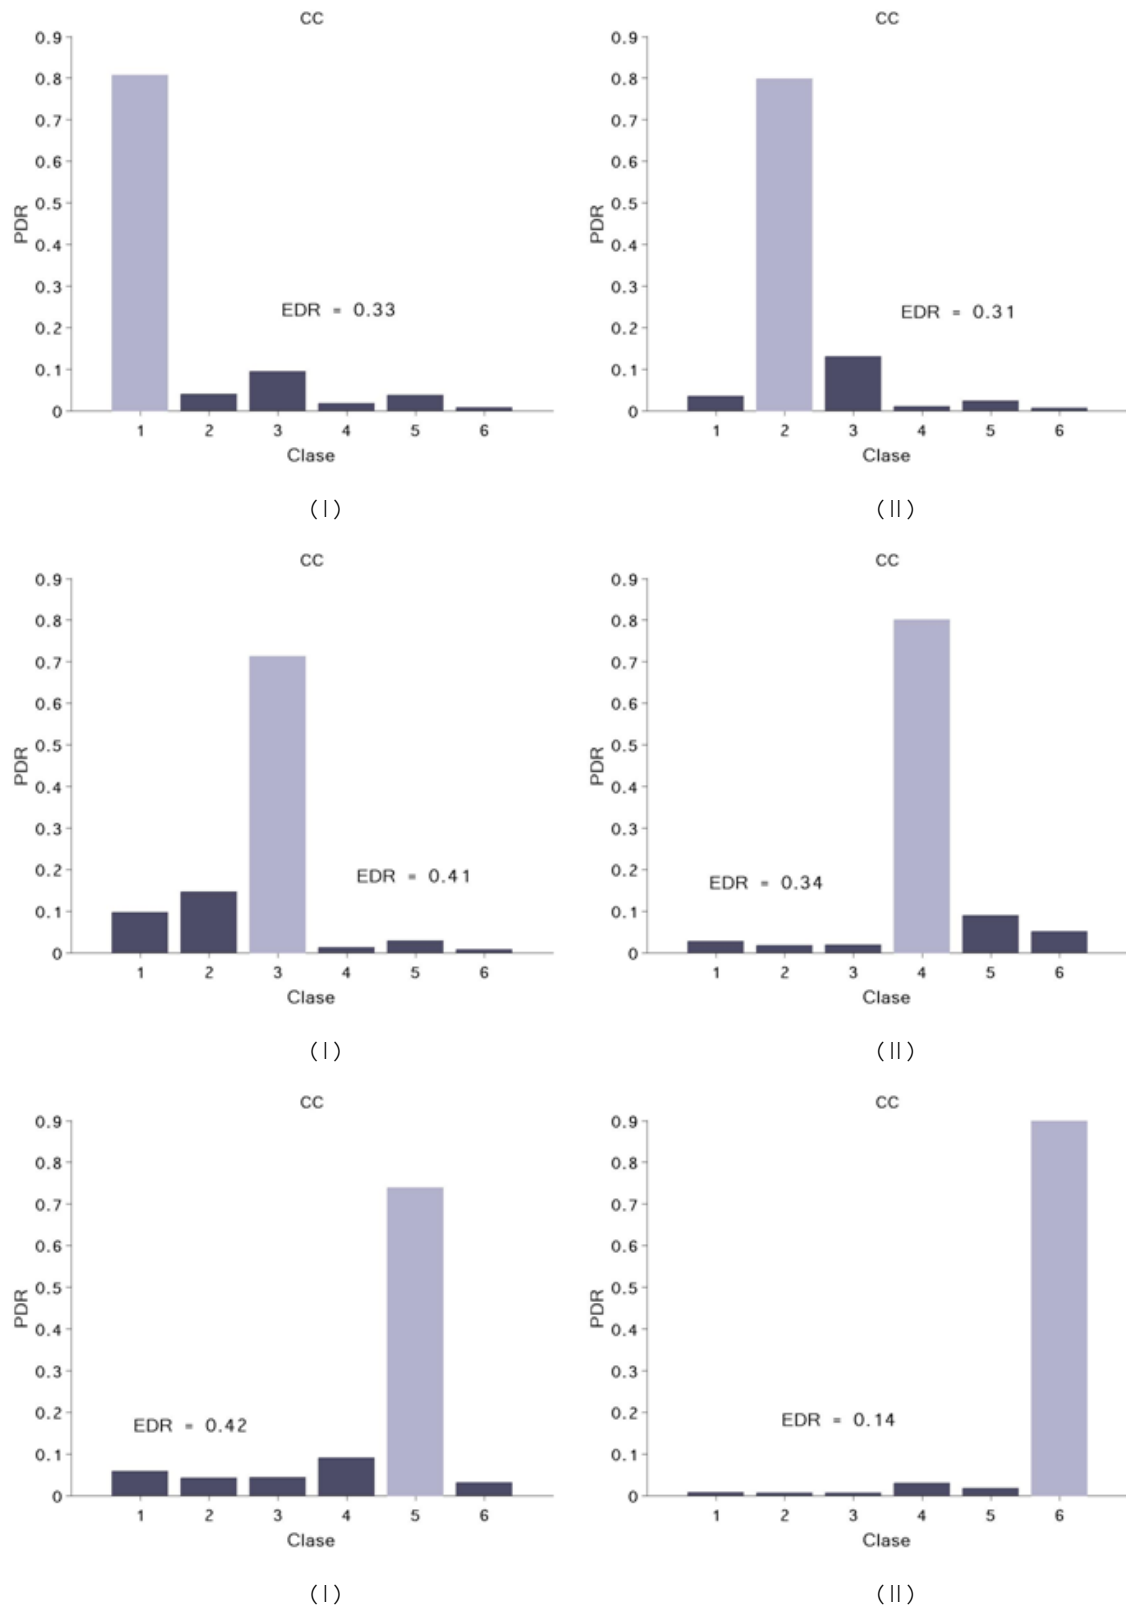 CC
0.9
0.8
0.7
0.6
0.5
0.4
0.3
0.2
0.1
0
PDR
EDR = 0.33
1 2 3 4 5 6
Clase
(I)
CC
0.9
0.8
0.7
0.6
0.5
0.4
0.3
0.2
0.1
0
PDR
EDR = 0.31
1 2 3 4 5 6
Clase
(II)
CC
0.9
0.8
0.7
0.6
0.5
0.4
0.3
0.2
0.1
0
PDR
EDR = 0.41
1 2 3 4 5 6
Clase
(I)
CC
0.9
0.8
0.7
0.6
0.5
0.4
0.3
0.2
0.1
0
PDR
EDR = 0.34
1 2 3 4 5 6
Clase
(II)
CC
0.9
0.8
0.7
0.6
0.5
0.4
0.3
0.2
0.1
0
PDR
EDR = 0.42
1 2 3 4 5 6
Clase
(I)
CC
0.9
0.8
0.7
0.6
0.5
0.4
0.3
0.2
0.1
0
PDR
EDR = 0.14
1 2 3 4 5 6
Clase
(II)